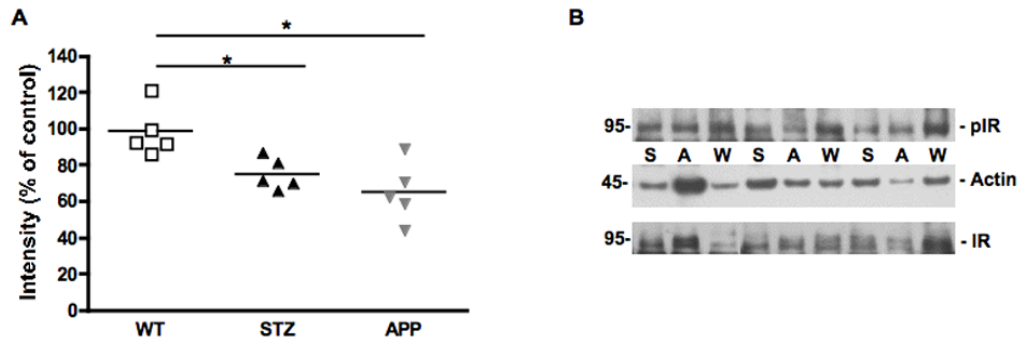 A
B
*
*
Intensity (% of control)
140
120
100
80
60
40
20
0
WT STZ APP
95- - pIR
S A W S A W S A W
45- - Actin
95- - IR